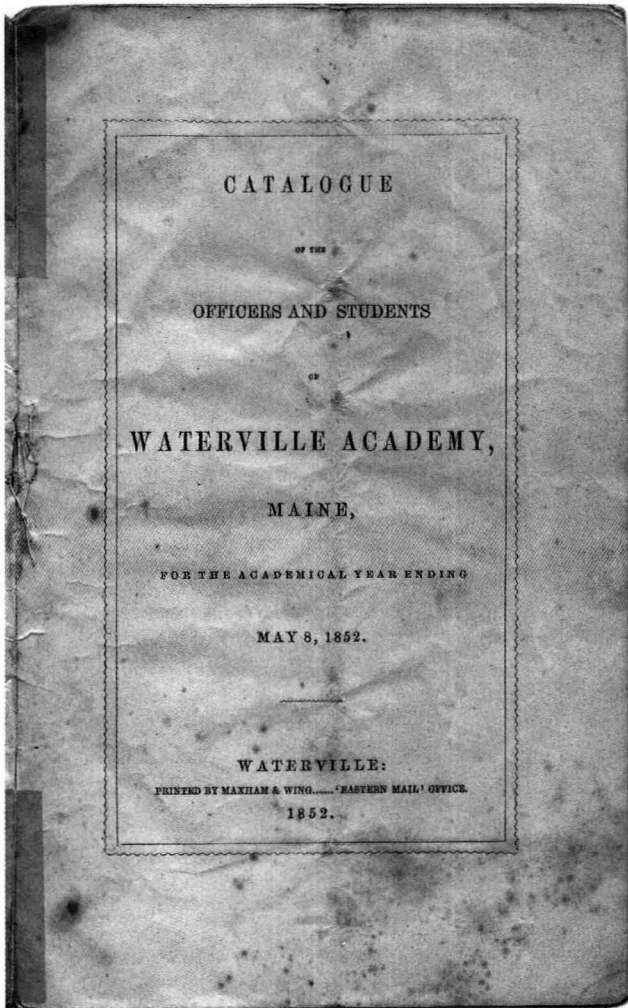 CATALOGUE
OF THE
OFFICERS AND STUDENTS
OF
WATERVILLE ACADEMY,
MAINE,
FOR THE ACADEMICAL YEAR ENDING
MAY 8, 1852.
WATERVILLE:
PRINTED BY MAXHAM & WING......'EASTERN MAIL' OFFICE.
1852.